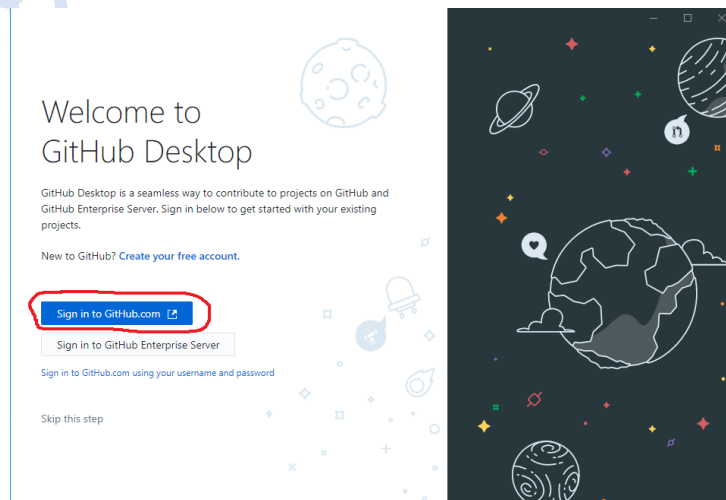 Welcome to
GitHub Desktop
GitHub Desktop is a seamless way to contribute to projects on GitHub and
GitHub Enterprise Server. Sign in below to get started with your existing
projects.
New to GitHub? Create your free account.
Sign in to GitHub.com
Sign in to GitHub Enterprise Server
Sign in to GitHub.com using your username and password
Skip this step